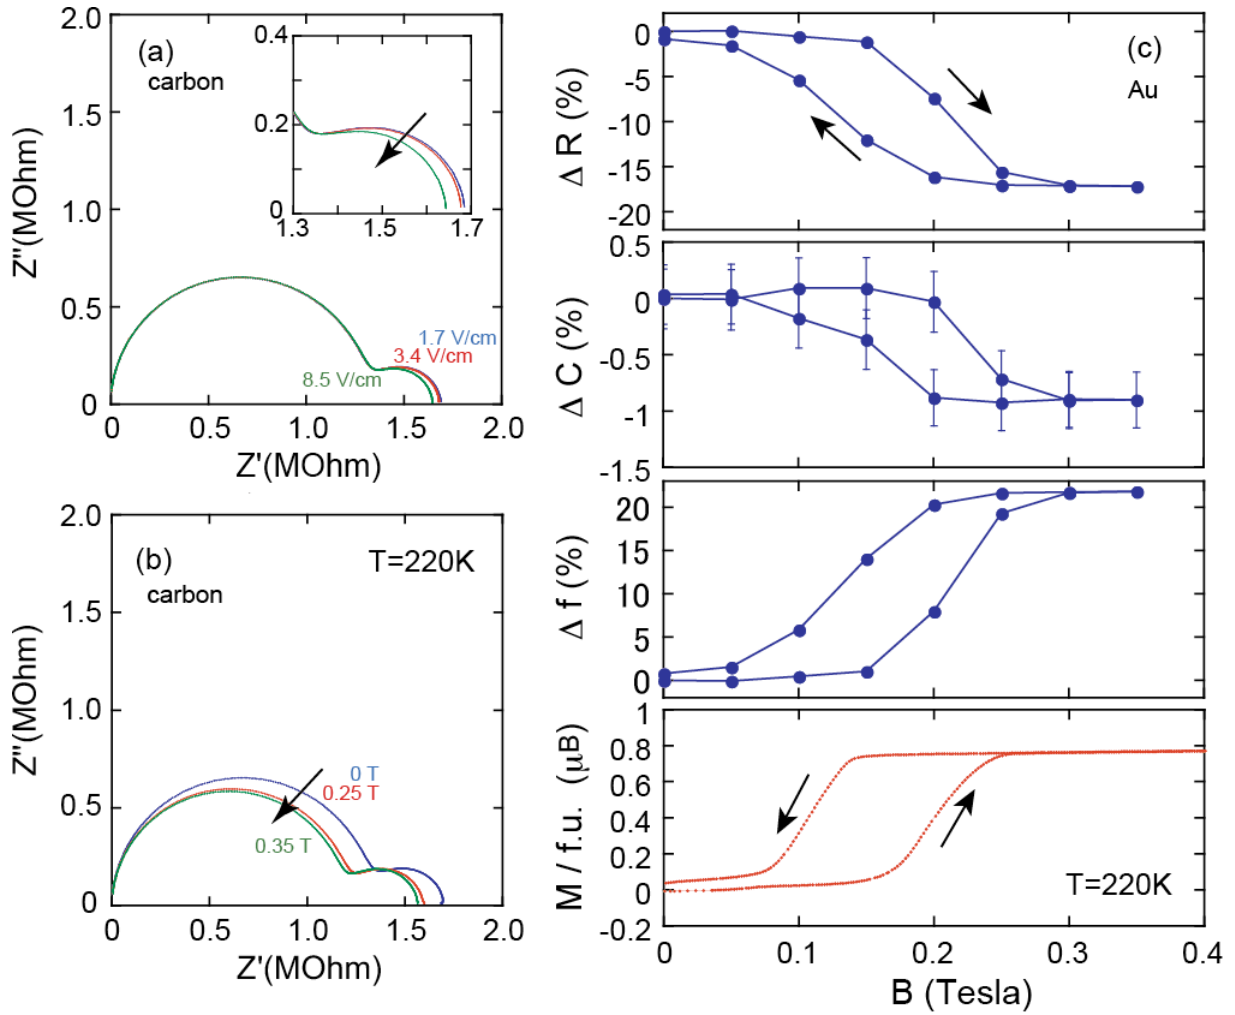 (a)
carbon
2.0
1.5
1.0
0.5
0
Z"(MOhm)
0.4
0.2
0
1.3
1.5
1.7
1.7 V/cm
3.4 V/cm
8.5 V/cm
0
0.5
1.0
1.5
2.0
Z'(MOhm)
(b)
carbon
T=220K
2.0
1.5
1.0
0.5
0
Z"(MOhm)
0 T
0.25 T
0.35 T
0
0.5
1.0
1.5
2.0
Z'(MOhm)
(c)
Au
0
-5
-10
-15
-20
Δ R (%)
0.5
0
-0.5
-1
-1.5
Δ C (%)
20
15
10
5
0
Δ f (%)
1
0.8
0.6
0.4
0.2
0
-0.2
M / f.u. (μB)
T=220K
0
0.1
0.2
0.3
0.4
B (Tesla)